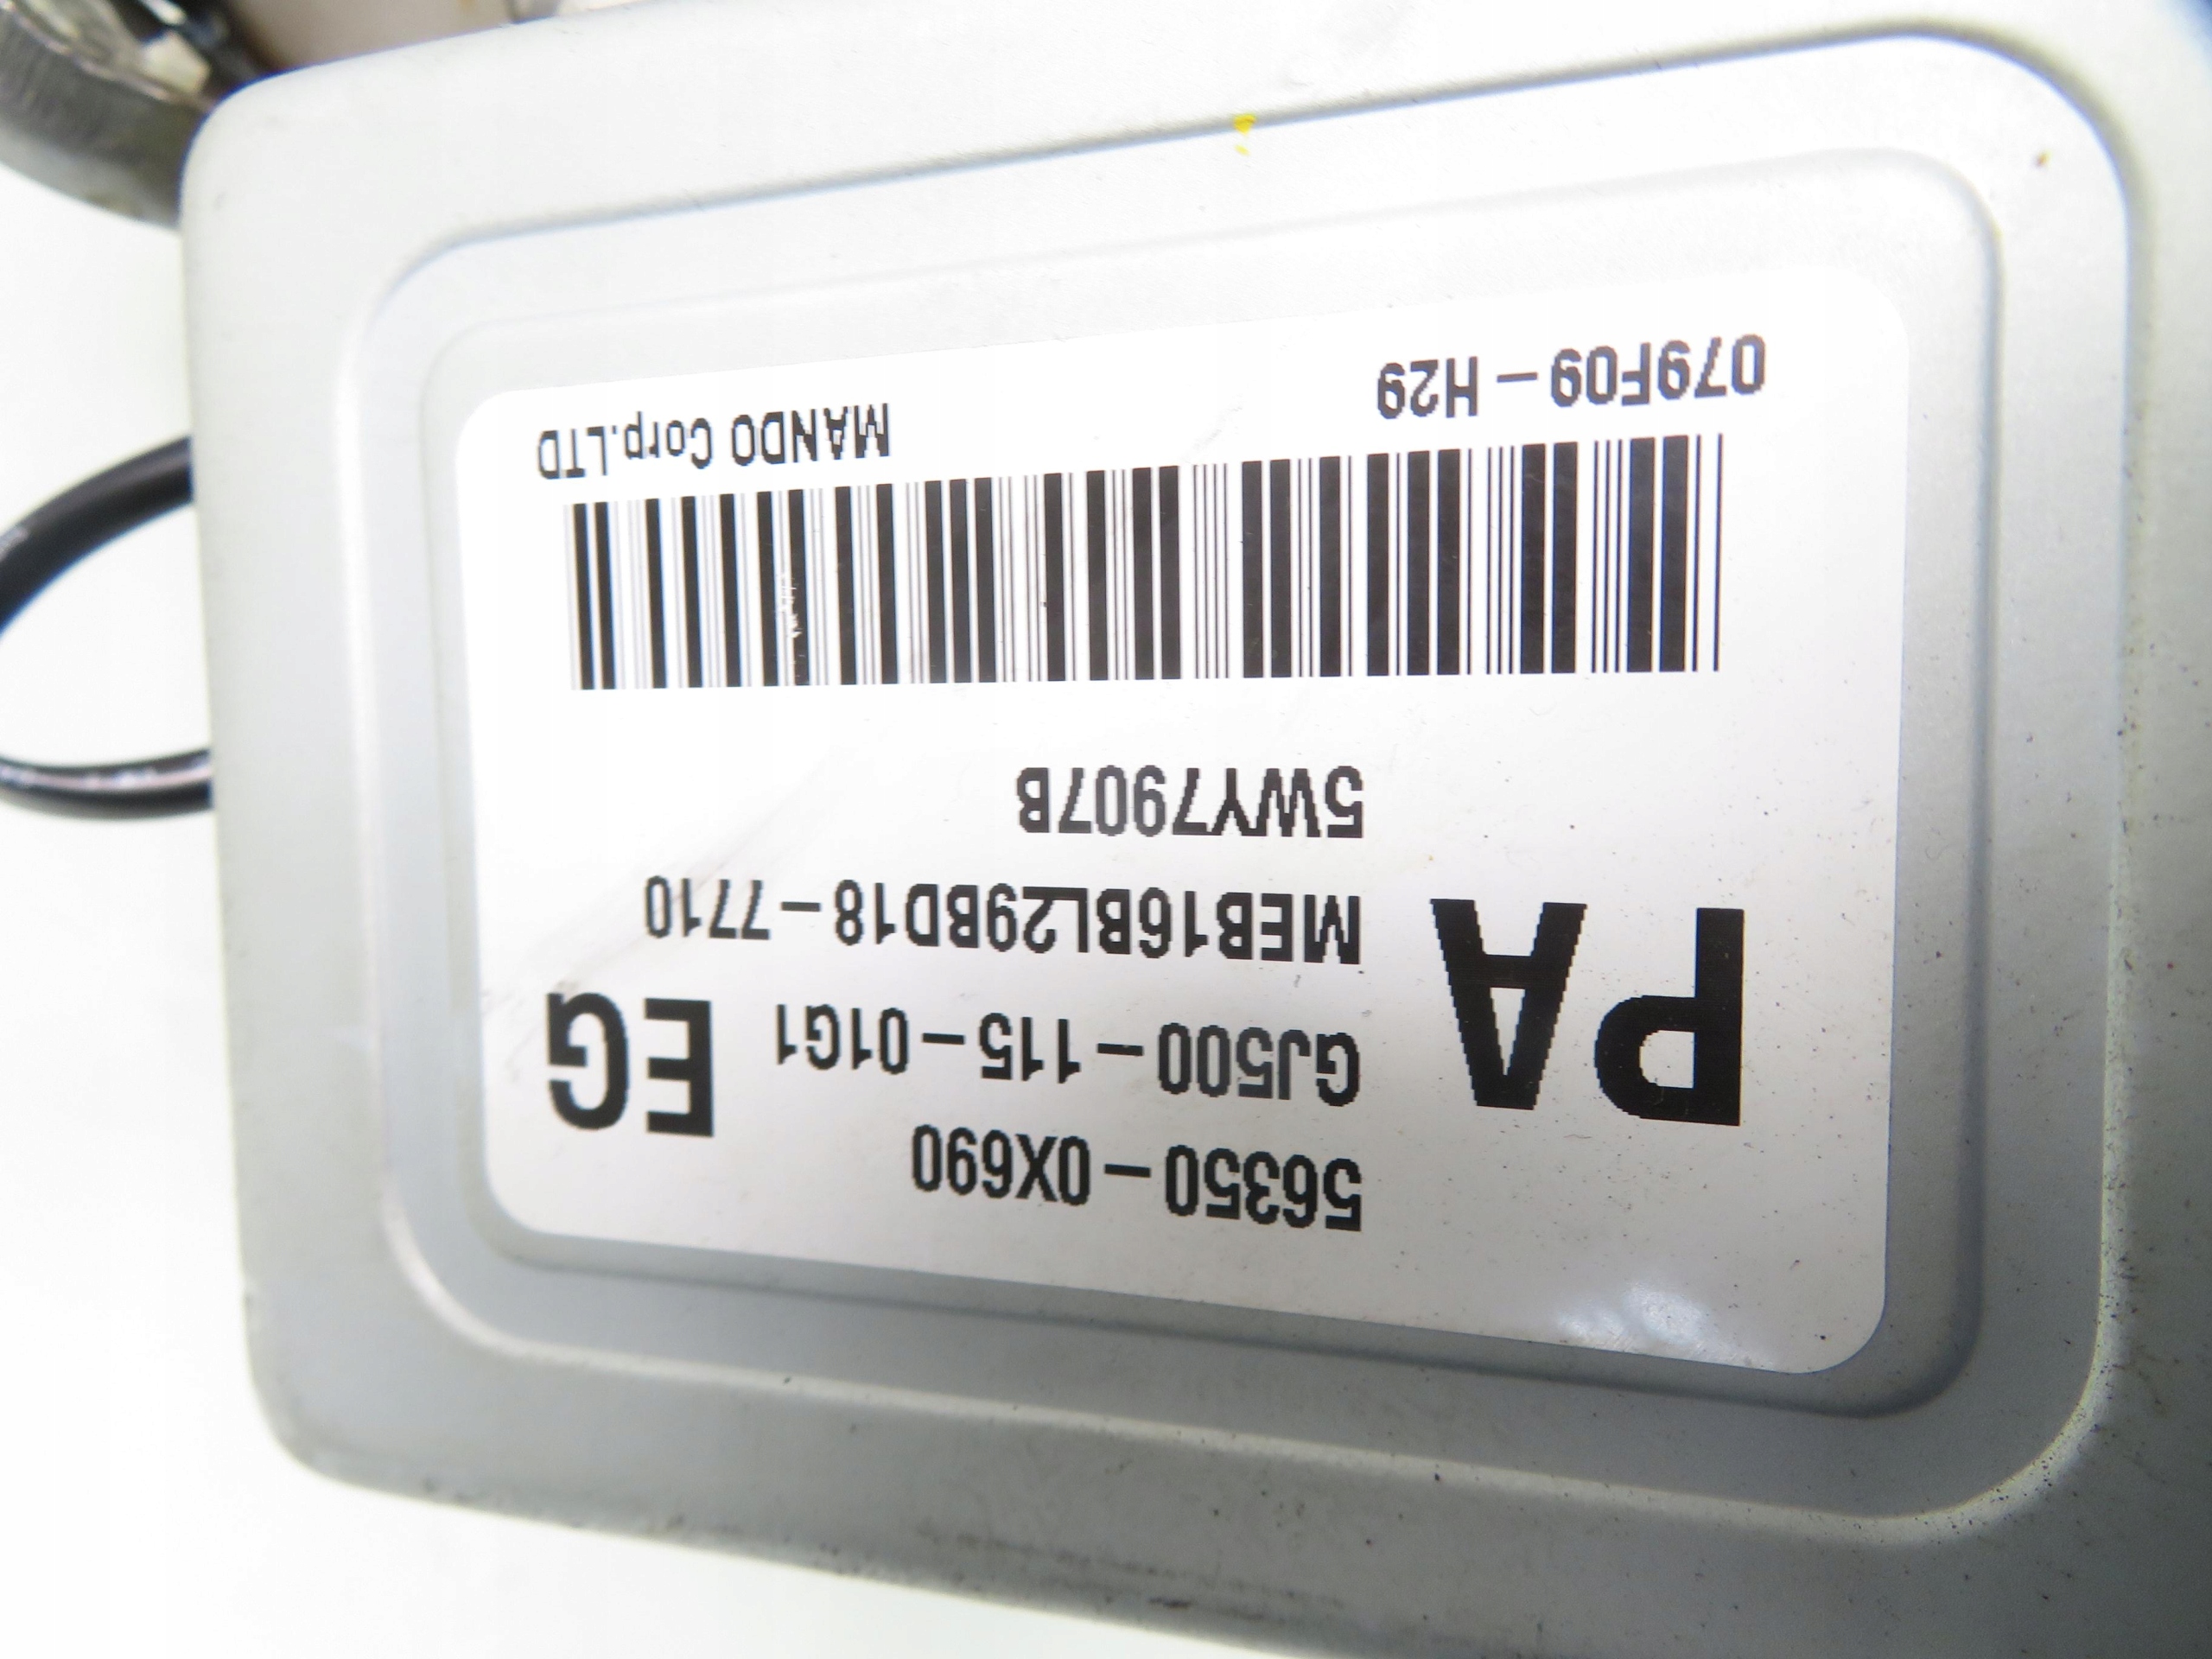 56350-0X690
PA GJ500-115-01G1 EG
MEB16BL29BD18-7710
5WY7907B
079F09-H29 MANDO Corp.LTD